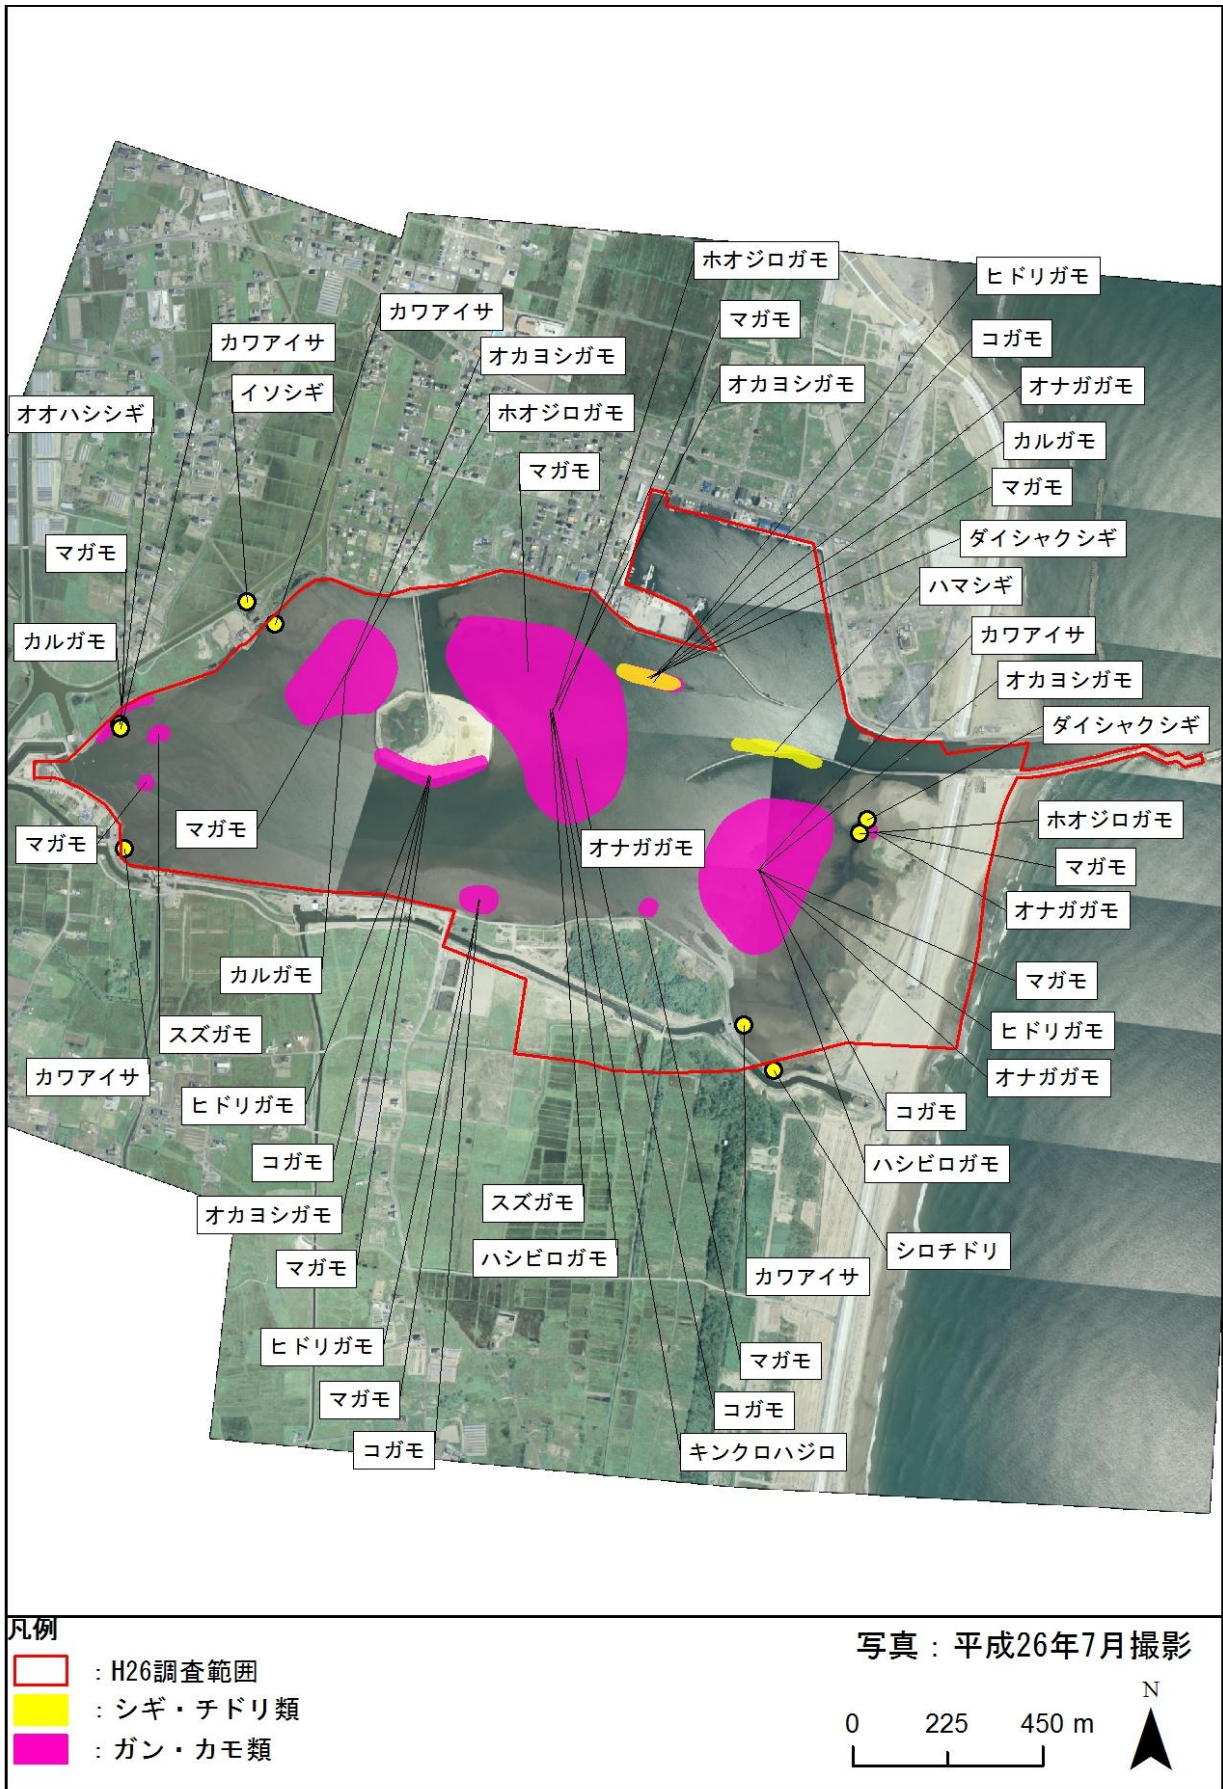 ホオジロガモ
ヒドリガモ
カワアイサ
マガモ
カワアイサ
コガモ
オカヨシガモ
イソシギ
オカヨシガモ
オナガガモ
オオハシシギ
ホオジロガモ
カルガモ
マガモ
マガモ
ダイシャクシギ
マガモ
ハマシギ
カルガモ
カワアイサ
オカヨシガモ
ダイシャクシギ
マガモ
マガモ
オナガガモ
ホオジロガモ
マガモ
オナガガモ
カルガモ
マガモ
スズガモ
ヒドリガモ
カワアイサ
オナガガモ
ヒドリガモ
コガモ
コガモ
ハシビロガモ
オカヨシガモ
スズガモ
シロチドリ
マガモ
ハシビロガモ
カワアイサ
ヒドリガモ
マガモ
マガモ
コガモ
コガモ
キンクロハジロ
凡例
：H26調査範囲
：シギ・チドリ類
：ガン・カモ類
写真：平成26年7月撮影
N
0 225 450 m